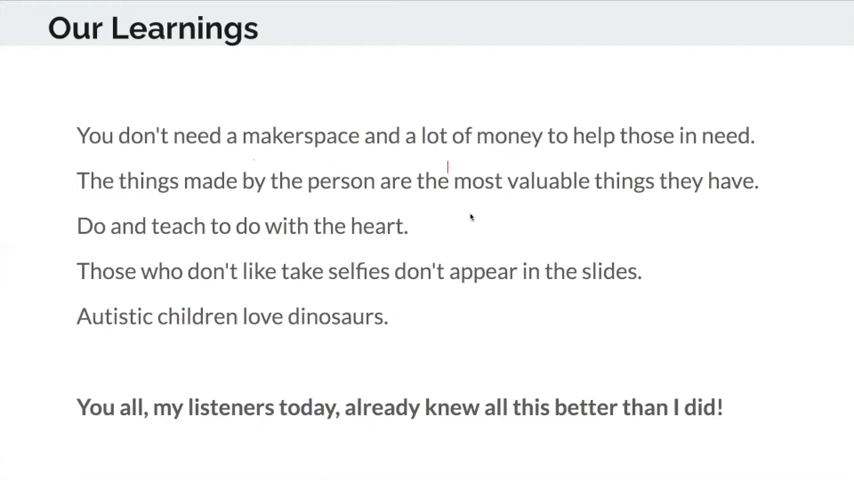 Our Learnings
You don't need a makerspace and a lot of money to help those in need.
The things made by the person are the most valuable things they have.
Do and teach to do with the heart.
Those who don't like take selfies don't appear in the slides.
Autistic children love dinosaurs.
You all, my listeners today, already knew all this better than I did!